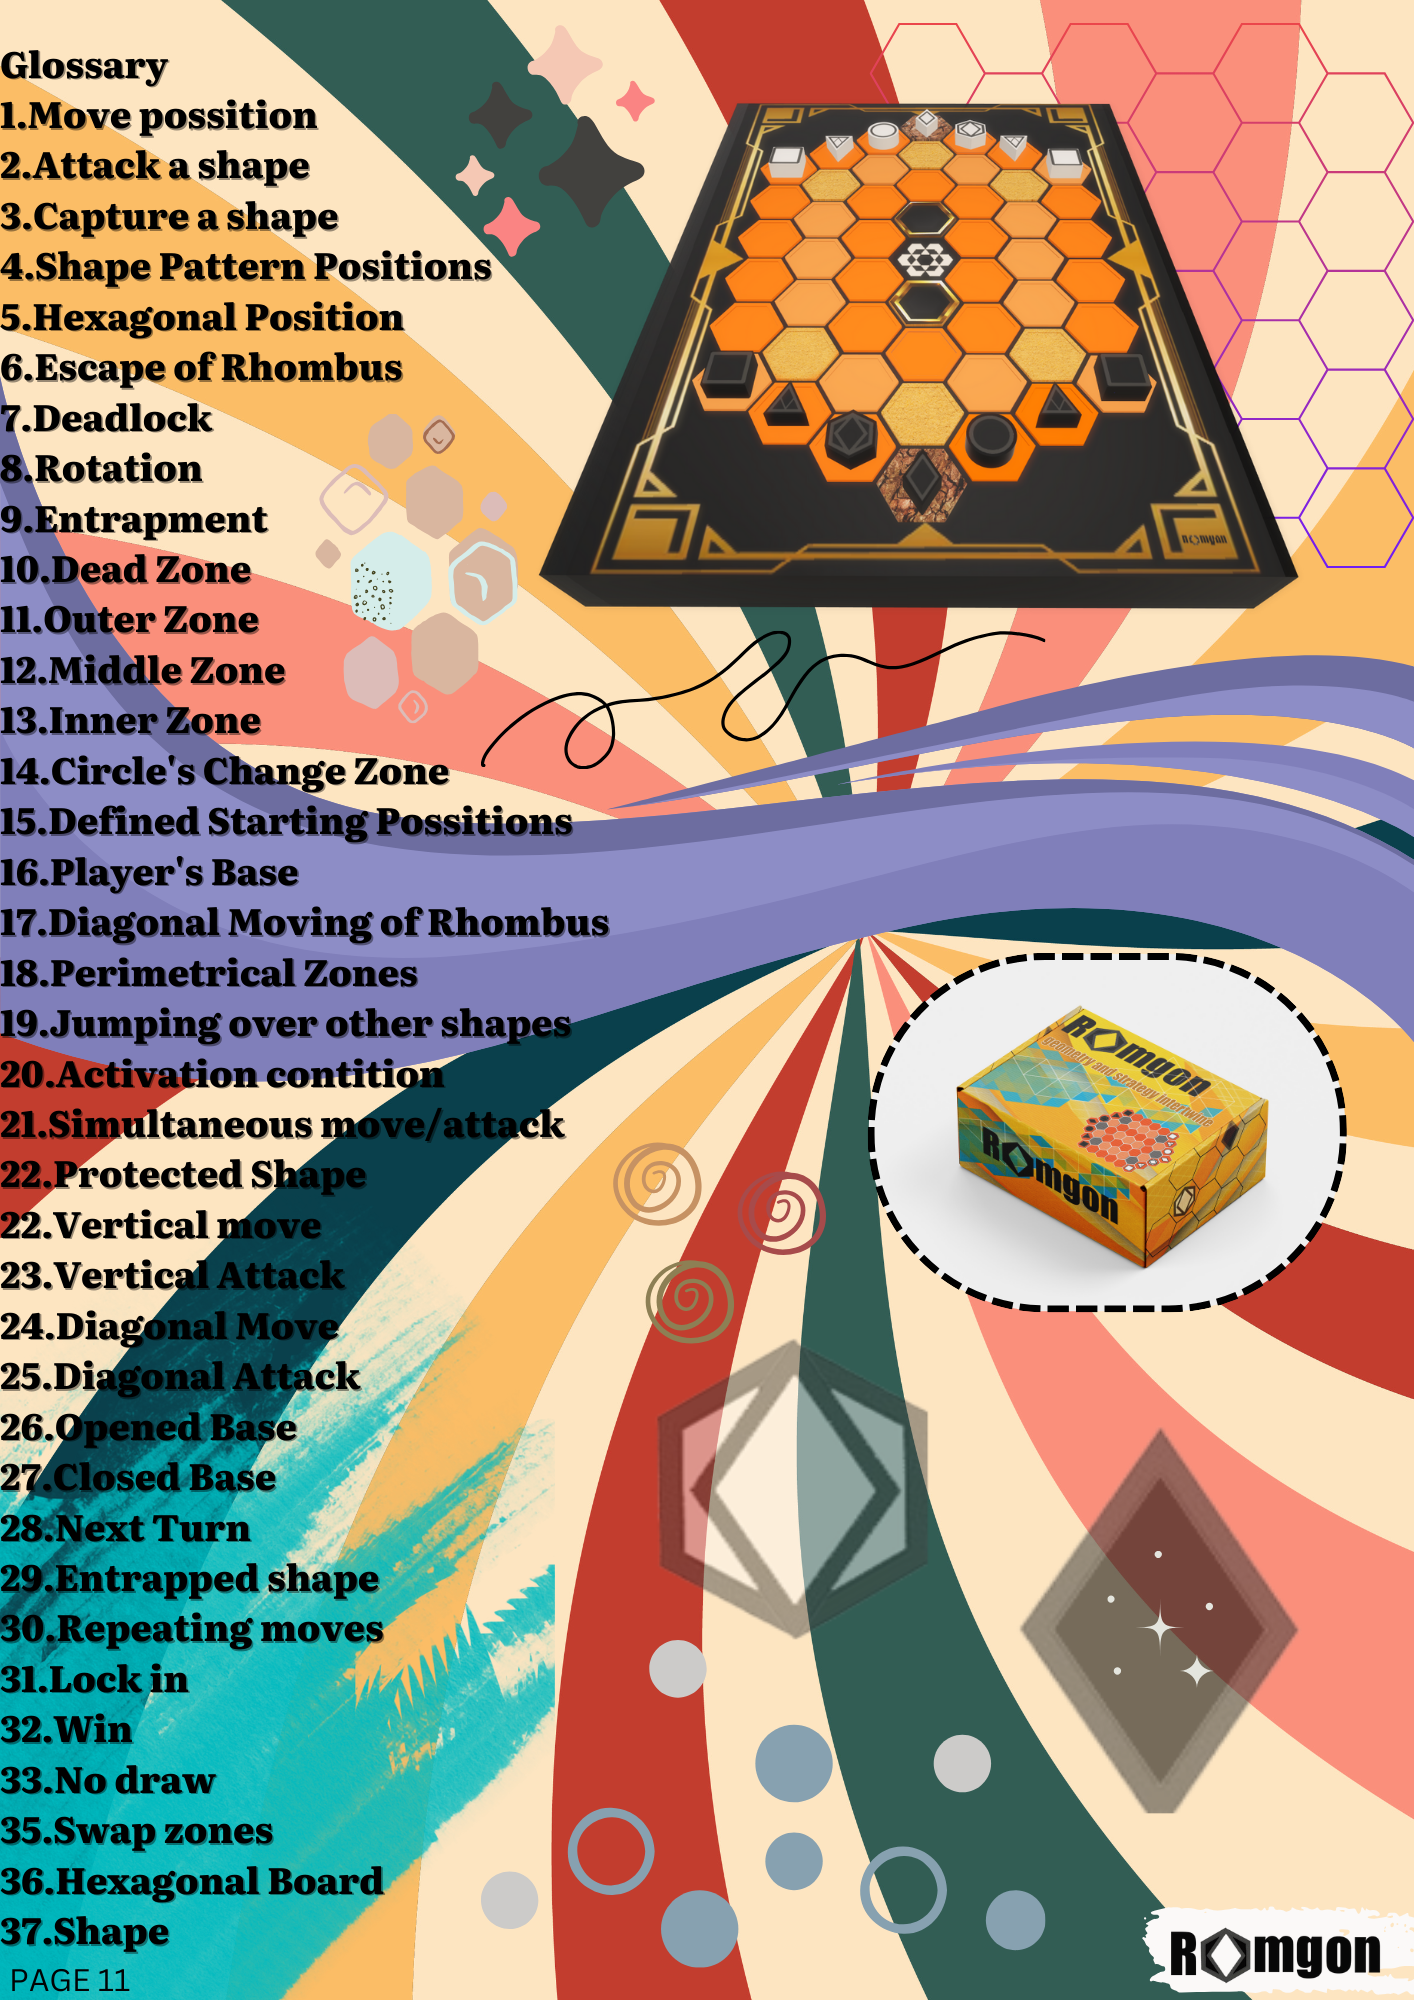 Glossary
1.Move possition
2.Attack a shape
3.Capture a shape
4.Shape Pattern Positions
5.Hexagonal Position
6.Escape of Rhombus
7.Deadlock
8.Rotation
9.Entrapment
10.Dead Zone
11.Outer Zone
12.Middle Zone
13.Inner Zone
14.Circle's Change Zone
15.Defined Starting Possitions
16.Player's Base
17.Diagonal Moving of Rhombus
18.Perimetrical Zones
19.Jumping over other shapes
20.Activation contition
21.Simultaneous move/attack
22.Protected Shape
22.Vertical move
23.Vertical Attack
24.Diagonal Move
25.Diagonal Attack
26.Opened Base
27.Closed Base
28.Next Turn
29.Entrapped shape
30.Repeating moves
31.Lock in
32.Win
33.No draw
35.Swap zones
36.Hexagonal Board
37.Shape
PAGE 11
Romgon
Romgon
geometry and strategy intertwine
Romgon
Romgon